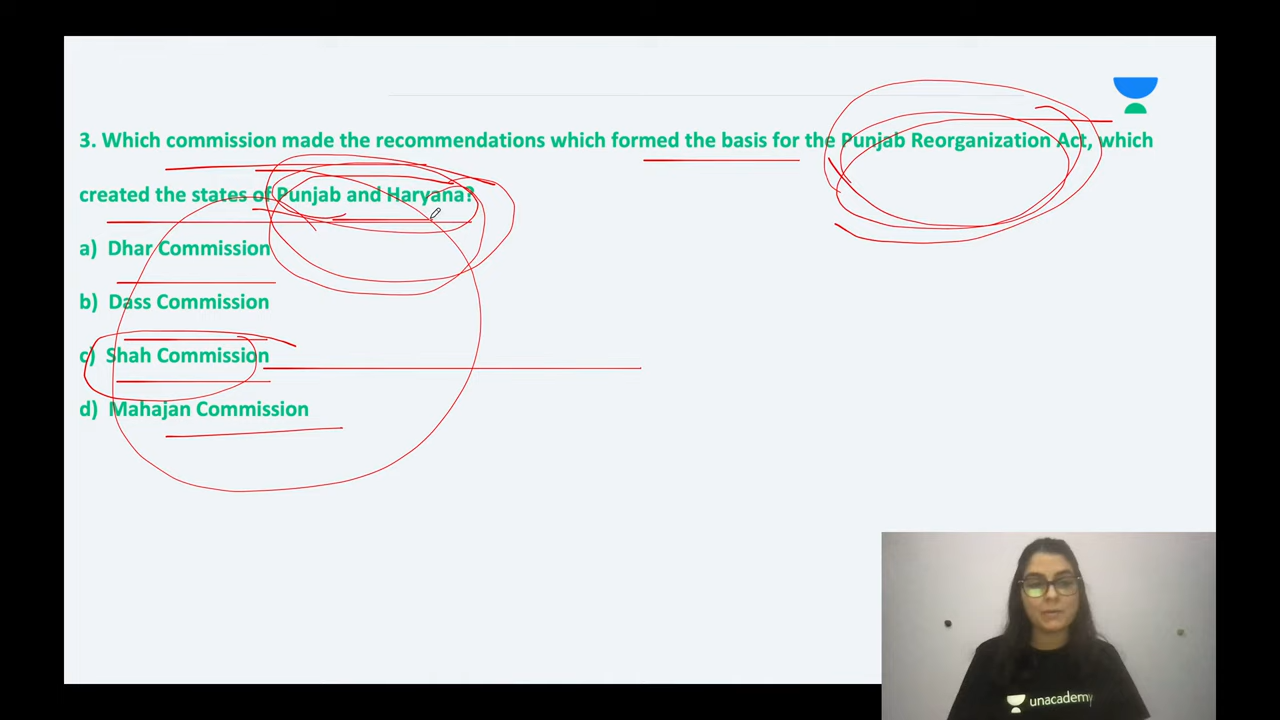 3. Which commission made the recommendations which formed the basis for the Punjab Reorganization Act, which
created the states of Punjab and Haryana?
a) Dhar Commission
b) Dass Commission
c) Shah Commission
d) Mahajan Commission
unacademy